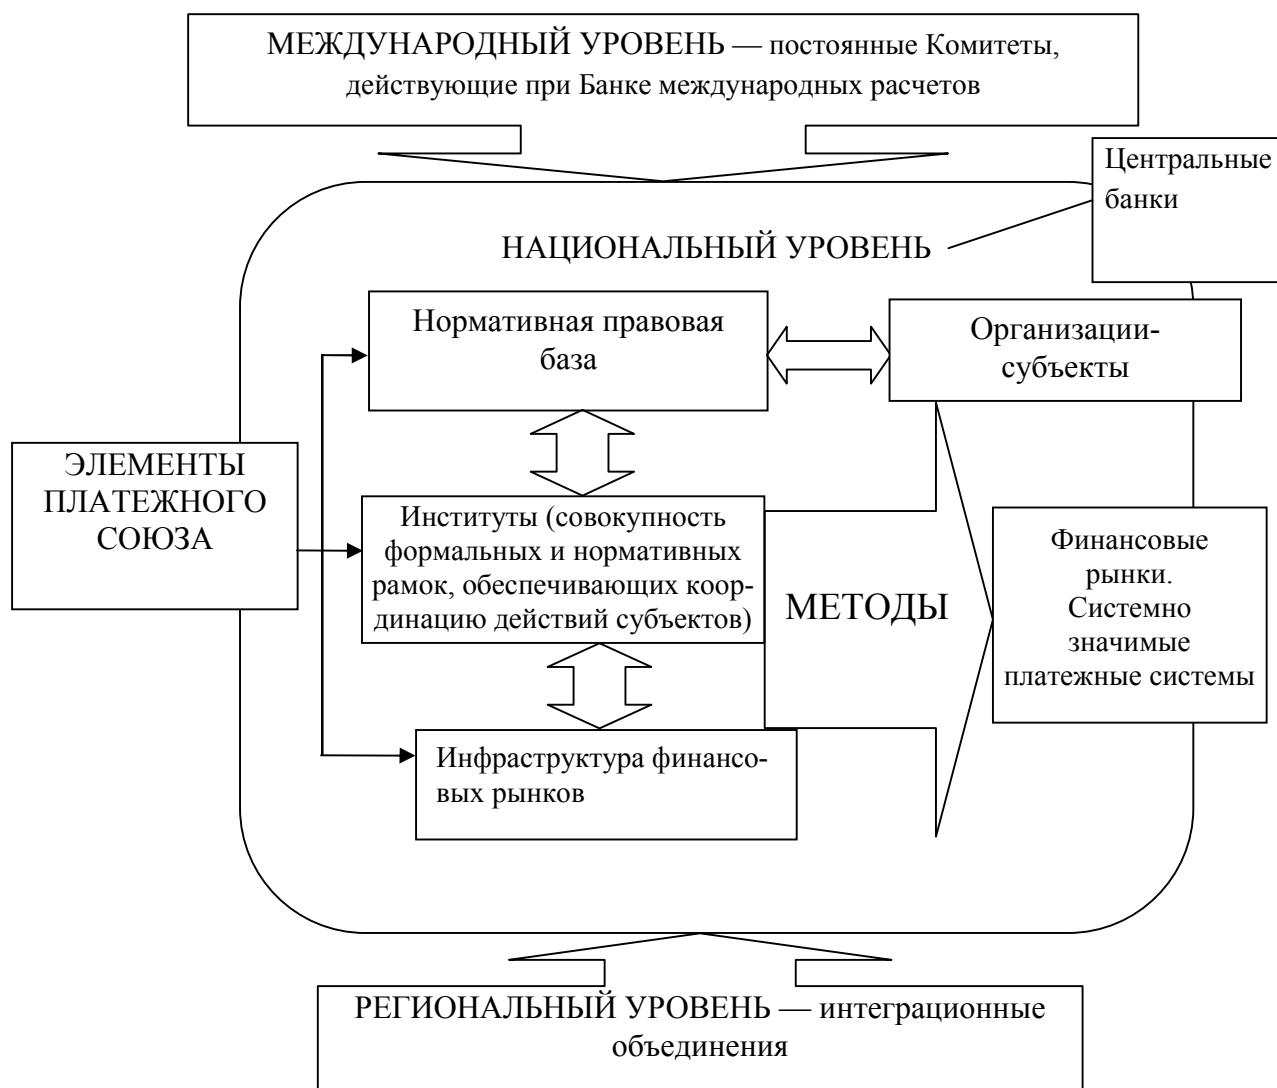 МЕЖДУНАРОДНЫЙ УРОВЕНЬ — постоянные Комитеты,
действующие при Банке международных расчетов
Центральные
банки
НАЦИОНАЛЬНЫЙ УРОВЕНЬ
Нормативная правовая
база
Организации-
субъекты
ЭЛЕМЕНТЫ
ПЛАТЕЖНОГО
СОЮЗА
Институты (совокупность
формальных и нормативных
рамок, обеспечивающих коор-
динацию действий субъектов)
МЕТОДЫ
Финансовые
рынки.
Системно
значимые
платежные системы
Инфраструктура финансо-
вых рынков
РЕГИОНАЛЬНЫЙ УРОВЕНЬ — интеграционные
объединения